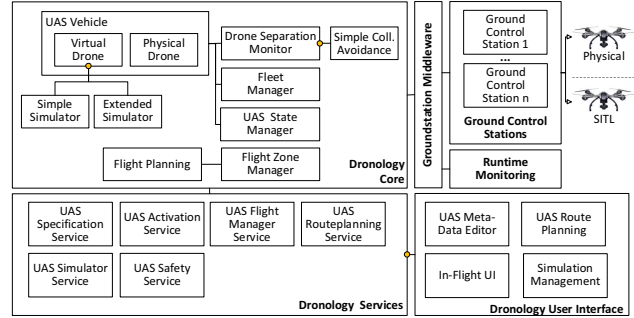 UAS Vehicle
Virtual
Drone
Physical
Drone
Simple
Simulator
Extended
Simulator
Drone Separation
Monitor
Simple Coll.
Avoidance
Fleet
Manager
UAS State
Manager
Flight Planning
Flight Zone
Manager
Dronology
Core
Groundstation Middleware
Ground
Control
Station 1
...
Ground
Control
Station n
Ground Control
Stations
Physical
SITL
Runtime
Monitoring
UAS
Specification
Service
UAS Activation
Service
UAS Flight
Manager
Service
UAS
Routeplanning
Service
UAS Simulator
Service
UAS Safety
Service
Dronology Services
UAS Meta-
Data Editor
UAS Route
Planning
In-Flight UI
Simulation
Management
Dronology User Interface